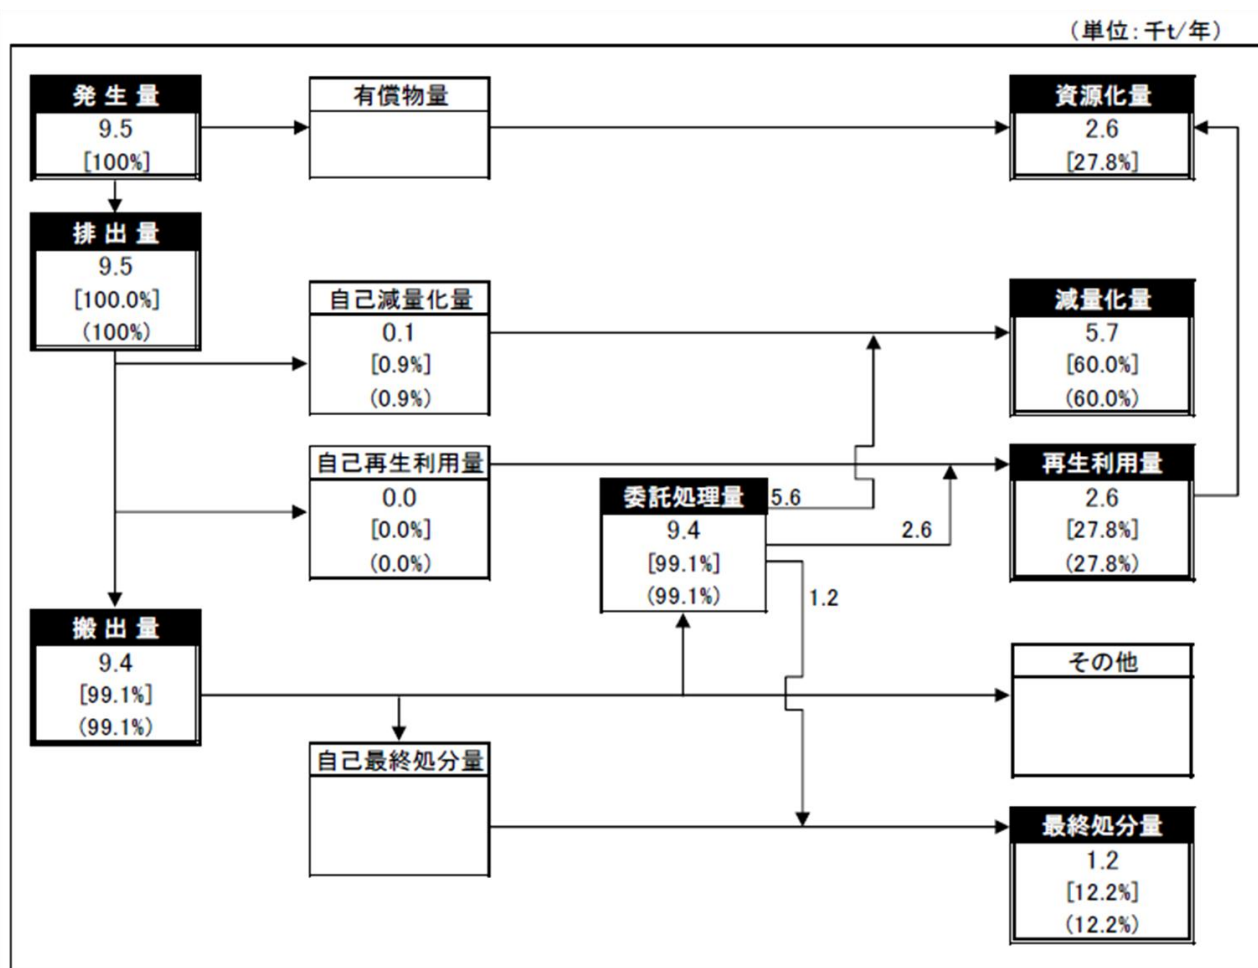 （単位：千t/年）
発 生 量
9.5
[100%]
有償物量
資源化量
2.6
[27.8%]
排 出 量
9.5
[100.0%]
(100%)
自己減量化量
0.1
[0.9%]
(0.9%)
減量化量
5.7
[60.0%]
(60.0%)
自己再生利用量
0.0
[0.0%]
(0.0%)
委託処理量
9.4
[99.1%]
(99.1%)
5.6
2.6
1.2
再生利用量
2.6
[27.8%]
(27.8%)
搬 出 量
9.4
[99.1%]
(99.1%)
その他
自己最終処分量
最終処分量
1.2
[12.2%]
(12.2%)